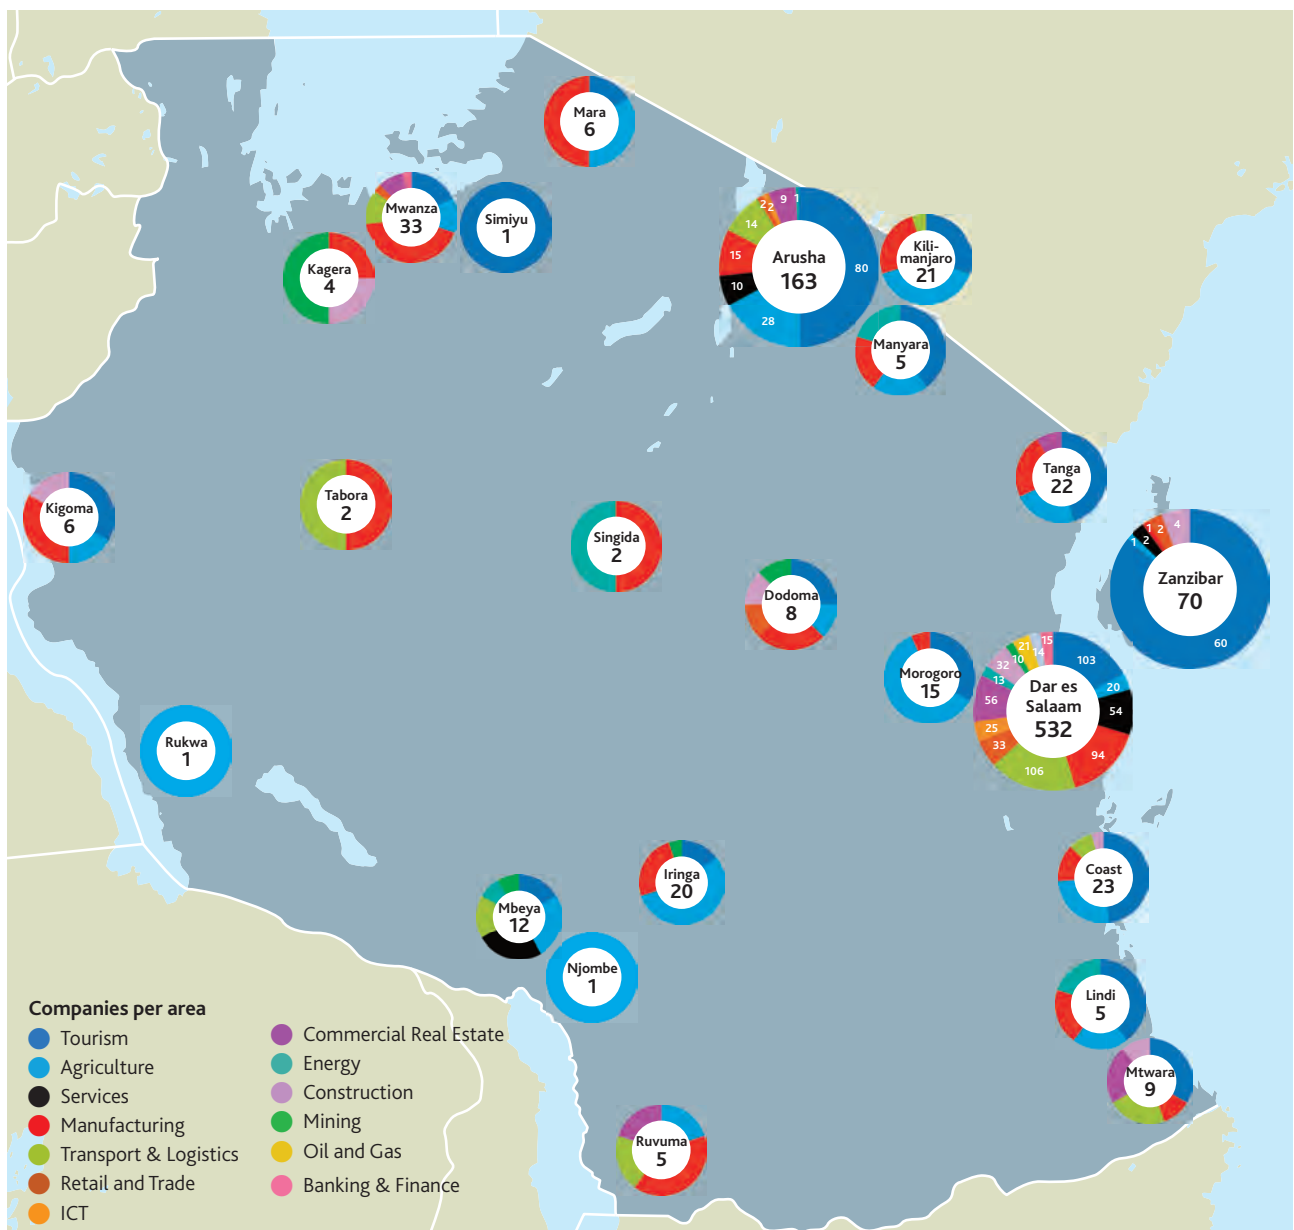 Mara
6
Mwanza
33
Simiyu
1
Kagera
4
2
2
9
1
14
15
10
28
80
Arusha
163
Kili-
manjaro
21
Manyara
5
Tanga
22
Kigoma
6
Tabora
2
Singida
2
Dodoma
8
1
2
1
2
4
60
Zanzibar
70
Morogoro
15
15
14
21
10
32
13
56
25
33
106
94
54
20
103
Dar es
Salaam
532
Rukwa
1
Iringa
20
Coast
23
Mbeya
12
Njombe
1
Lindi
5
Mtwara
9
Ruvuma
5
Companies per area
Tourism
Agriculture
Services
Manufacturing
Transport & Logistics
Retail and Trade
ICT
Commercial Real Estate
Energy
Construction
Mining
Oil and Gas
Banking & Finance